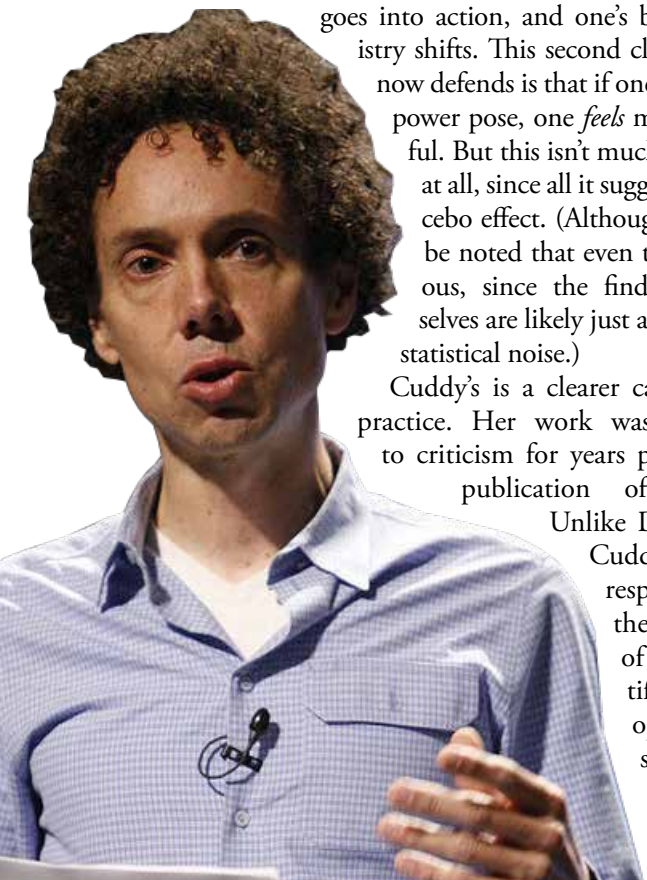 goes into action, and one's b
istry shifts. This second cl
now defends is that if one
power pose, one feels m
ful. But this isn't much
at all, since all it sugg
cebo effect. (Althoug
be noted that even t
ous, since the find
selves are likely just a
statistical noise.)
Cuddy's is a clearer ca
practice. Her work was
to criticism for years p
publication of
Unlike D
Cudd
resp
the
of
tif
o
s